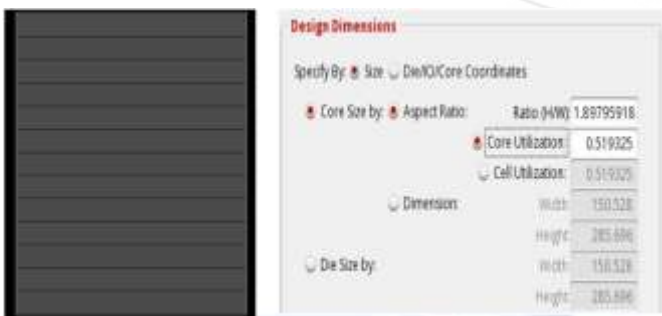 Design Dimensions
Specify By: Size Die/IO/Core Coordinates
Core Size by: Aspect Ratio: Ratio (H/W): 1.89795918
Core Utilization: 0.519325
Cell Utilization: 0.519325
Dimension: Width: 150.528
Height: 285.696
Die Size by: Width: 150.528
Height: 285.696